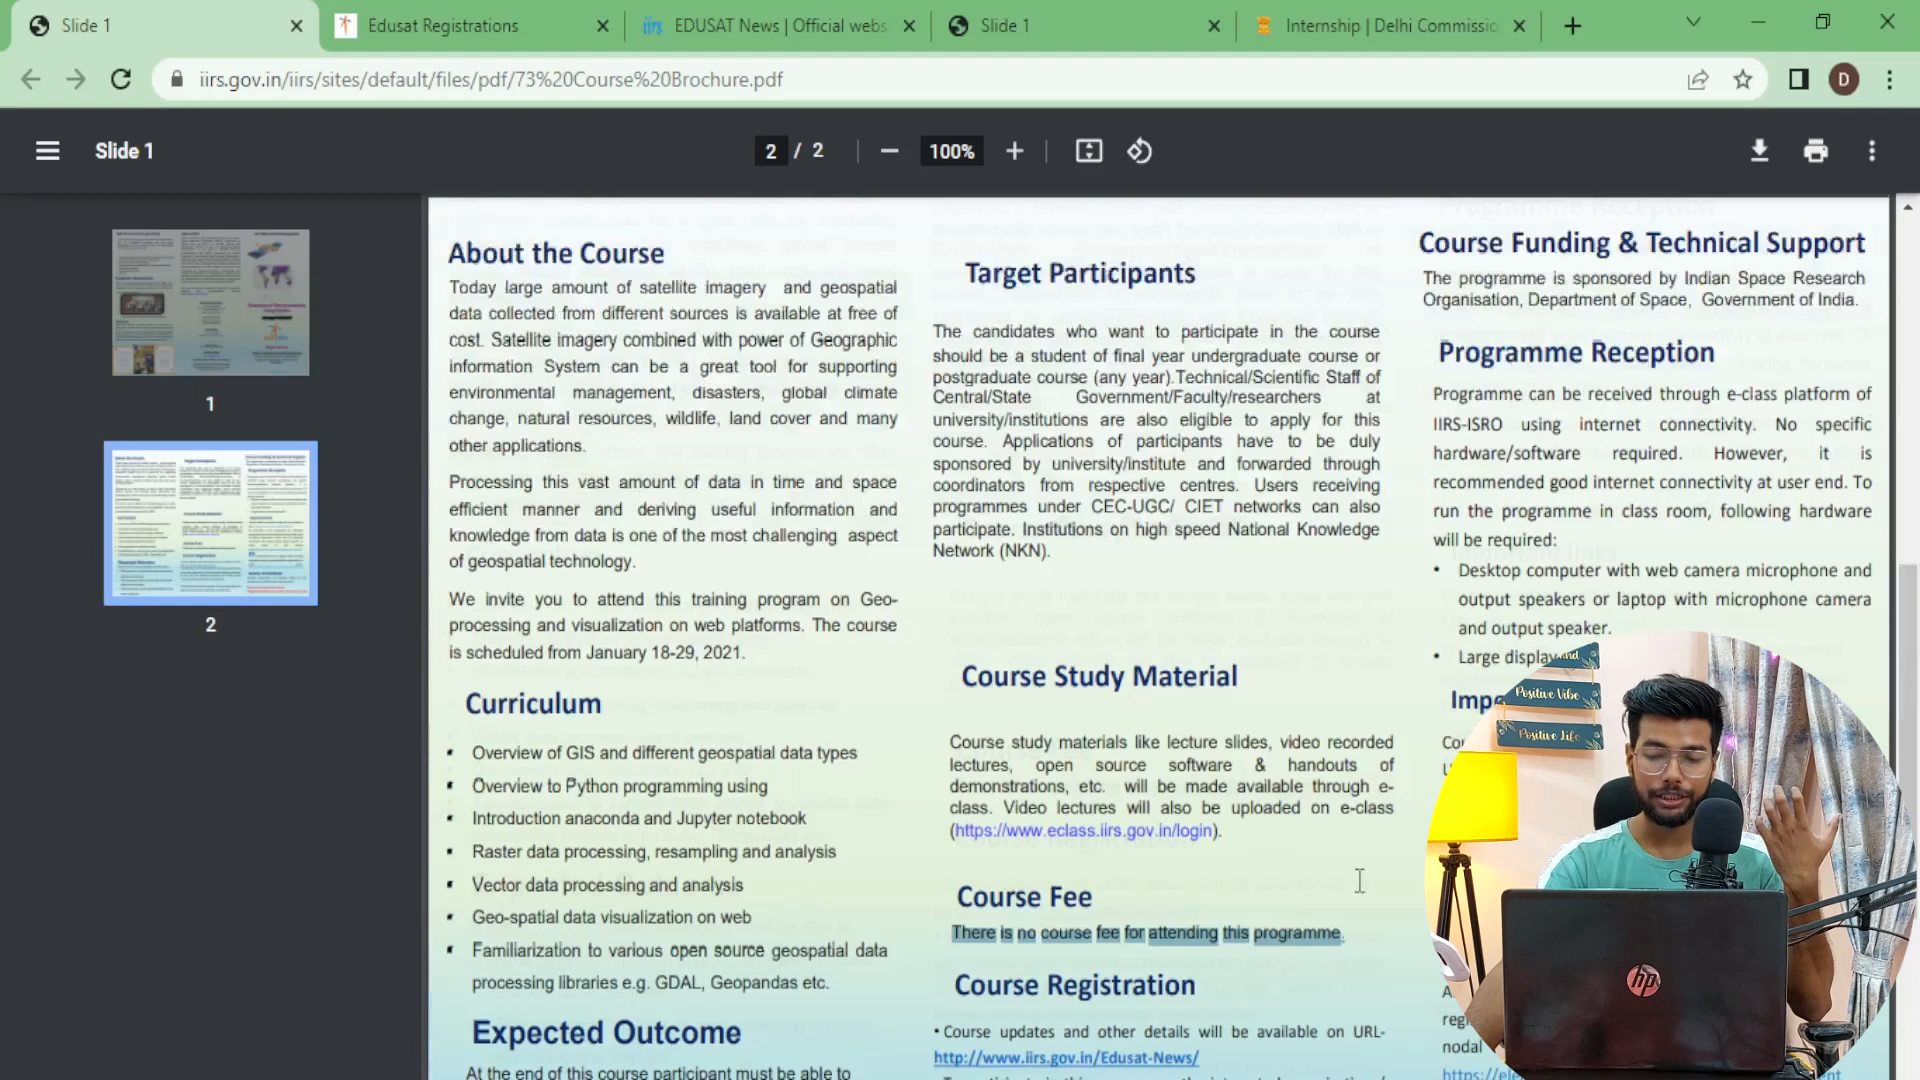 Slide 1
Edusat Registrations
EDUSAT News | Official webs
Slide 1
Internship | Delhi Commissio
iirs.gov.in/iirs/sites/default/files/pdf/73%20Course%20Brochure.pdf
D
Slide 1
2 / 2
100%
1
2
About the Course
Today large amount of satellite imagery and geospatial
data collected from different sources is available at free of
cost. Satellite imagery combined with power of Geographic
information System can be a great tool for supporting
environmental management, disasters, global climate
change, natural resources, wildlife, land cover and many
other applications.
Processing this vast amount of data in time and space
efficient manner and deriving useful information and
knowledge from data is one of the most challenging aspect
of geospatial technology.
We invite you to attend this training program on Geo-
processing and visualization on web platforms. The course
is scheduled from January 18-29, 2021.
Curriculum
Overview of GIS and different geospatial data types
Overview to Python programming using
Introduction anaconda and Jupyter notebook
Raster data processing, resampling and analysis
Vector data processing and analysis
Geo-spatial data visualization on web
Familiarization to various open source geospatial data
processing libraries e.g. GDAL, Geopandas etc.
Expected Outcome
At the end of this course participant must be able to
Target Participants
The candidates who want to participate in the course
should be a student of final year undergraduate course or
postgraduate course (any year).Technical/Scientific Staff of
Central/State Government/Faculty/researchers at
university/institutions are also eligible to apply for this
course. Applications of participants have to be duly
sponsored by university/institute and forwarded through
coordinators from respective centres. Users receiving
programmes under CEC-UGC/ CIET networks can also
participate. Institutions on high speed National Knowledge
Network (NKN).
Course Study Material
Course study materials like lecture slides, video recorded
lectures, open source software & handouts of
demonstrations, etc. will be made available through e-
class. Video lectures will also be uploaded on e-class
(https://www.eclass.iirs.gov.in/login).
Course Fee
There is no course fee for attending this programme.
Course Registration
• Course updates and other details will be available on URL-
http://www.iirs.gov.in/Edusat-News/
Course Funding & Technical Support
The programme is sponsored by Indian Space Research
Organisation, Department of Space, Government of India.
Programme Reception
Programme can be received through e-class platform of
IIRS-ISRO using internet connectivity. No specific
hardware/software required. However, it is
recommended good internet connectivity at user end. To
run the programme in class room, following hardware
will be required:
• Desktop computer with web camera microphone and
output speakers or laptop with microphone camera
and output speaker.
• Large display
Impo
nodal
Positive Vibe
Positive Life
hp